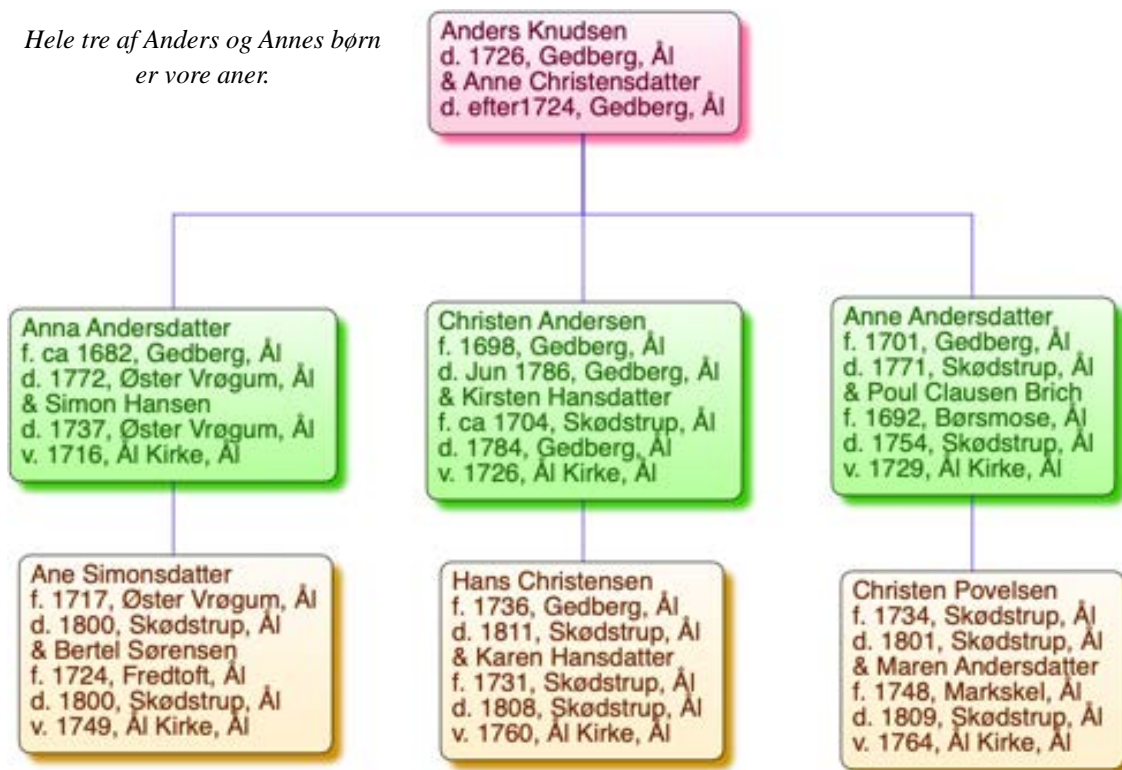 Hele tre af Anders og Annes børn
er vore aner.
Anders Knudsen
d. 1726, Gedberg, Ål
& Anne Christensdatter
d. efter1724, Gedberg, Ål
Anna Andersdatter
f. ca 1682, Gedberg, Ål
d. 1772, Øster Vrøgum, Ål
& Simon Hansen
d. 1737, Øster Vrøgum, Ål
v. 1716, Ål Kirke, Ål
Christen Andersen
f. 1698, Gedberg, Ål
d. Jun 1786, Gedberg, Ål
& Kirsten Hansdatter
f. ca 1704, Skødstrup, Ål
d. 1784, Gedberg, Ål
v. 1726, Ål Kirke, Ål
Anne Andersdatter
f. 1701, Gedberg, Ål
d. 1771, Skødstrup, Ål
& Poul Clausen Brich
f. 1692, Børsmose, Ål
d. 1754, Skødstrup, Ål
v. 1729, Ål Kirke, Ål
Ane Simonsdatter
f. 1717, Øster Vrøgum, Ål
d. 1800, Skødstrup, Ål
& Bertel Sørensen
f. 1724, Fredtoft, Ål
d. 1800, Skødstrup, Ål
v. 1749, Ål Kirke, Ål
Hans Christensen
f. 1736, Gedberg, Ål
d. 1811, Skødstrup, Ål
& Karen Hansdatter
f. 1731, Skødstrup, Ål
d. 1808, Skødstrup, Ål
v. 1760, Ål Kirke, Ål
Christen Povelsen
f. 1734, Skødstrup, Ål
d. 1801, Skødstrup, Ål
& Maren Andersdatter
f. 1748, Markskel, Ål
d. 1809, Skødstrup, Ål
v. 1764, Ål Kirke, Ål